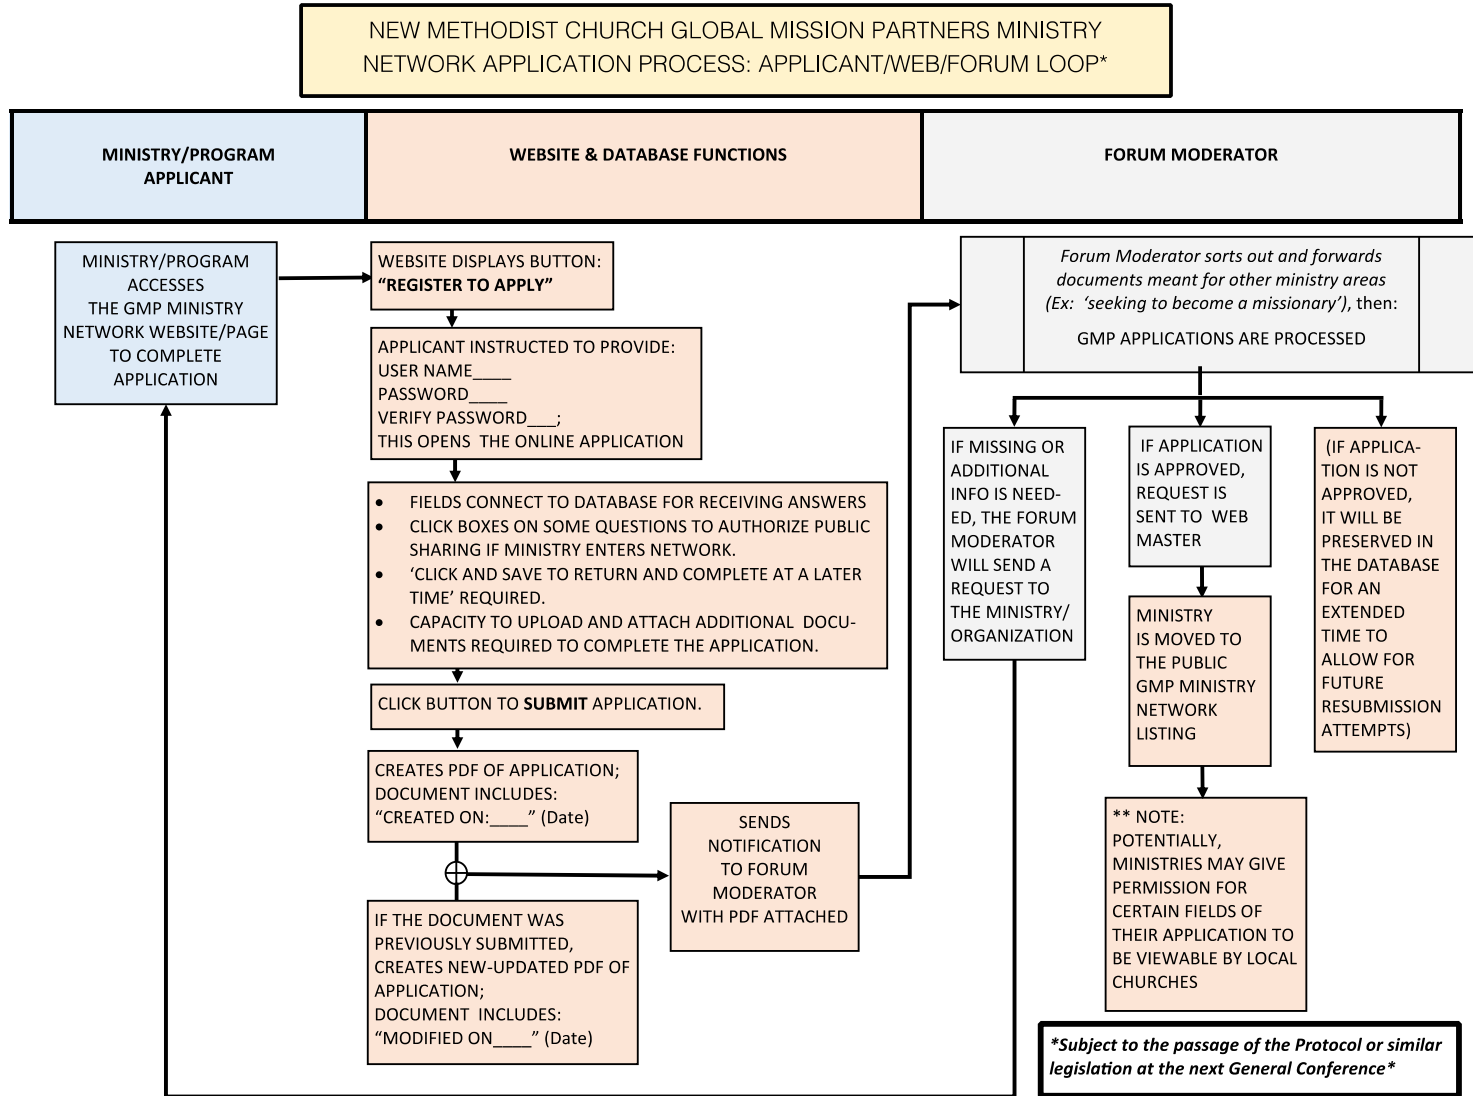 NEW METHODIST CHURCH GLOBAL MISSION PARTNERS MINISTRY
NETWORK APPLICATION PROCESS: APPLICANT/WEB/FORUM LOOP*
MINISTRY/PROGRAM
APPLICANT
WEBSITE & DATABASE FUNCTIONS
FORUM MODERATOR
MINISTRY/PROGRAM
ACCESSES
THE GMP MINISTRY
NETWORK WEBSITE/PAGE
TO COMPLETE
APPLICATION
WEBSITE DISPLAYS BUTTON:
“REGISTER TO APPLY”
APPLICANT INSTRUCTED TO PROVIDE:
USER NAME____
PASSWORD____
VERIFY PASSWORD___;
THIS OPENS  THE ONLINE APPLICATION
• FIELDS CONNECT TO DATABASE FOR RECEIVING ANSWERS
• CLICK BOXES ON SOME QUESTIONS TO AUTHORIZE PUBLIC
SHARING IF MINISTRY ENTERS NETWORK.
• ‘CLICK AND SAVE TO RETURN AND COMPLETE AT A LATER
TIME’ REQUIRED.
• CAPACITY TO UPLOAD AND ATTACH ADDITIONAL  DOCU-
MENTS REQUIRED TO COMPLETE THE APPLICATION.
CLICK BUTTON TO SUBMIT APPLICATION.
CREATES PDF OF APPLICATION;
DOCUMENT INCLUDES:
“CREATED ON:____” (Date)
IF THE DOCUMENT WAS
PREVIOUSLY SUBMITTED,
CREATES NEW-UPDATED PDF OF
APPLICATION;
DOCUMENT  INCLUDES:
“MODIFIED ON____” (Date)
SENDS
NOTIFICATION
TO FORUM
MODERATOR
WITH PDF ATTACHED
Forum Moderator sorts out and forwards
documents meant for other ministry areas
(Ex:  ‘seeking to become a missionary’), then:
GMP APPLICATIONS ARE PROCESSED
IF MISSING OR
ADDITIONAL
INFO IS NEED-
ED, THE FORUM
MODERATOR
WILL SEND A
REQUEST TO
THE MINISTRY/
ORGANIZATION
IF APPLICATION
IS APPROVED,
REQUEST IS
SENT TO  WEB
MASTER
MINISTRY
IS MOVED TO
THE PUBLIC
GMP MINISTRY
NETWORK
LISTING
** NOTE:
POTENTIALLY,
MINISTRIES MAY GIVE
PERMISSION FOR
CERTAIN FIELDS OF
THEIR APPLICATION TO
BE VIEWABLE BY LOCAL
CHURCHES
(IF APPLICA-
TION IS NOT
APPROVED,
IT WILL BE
PRESERVED IN
THE DATABASE
FOR AN
EXTENDED
TIME TO
ALLOW FOR
FUTURE
RESUBMISSION
ATTEMPTS)
*Subject to the passage of the Protocol or similar
legislation at the next General Conference*